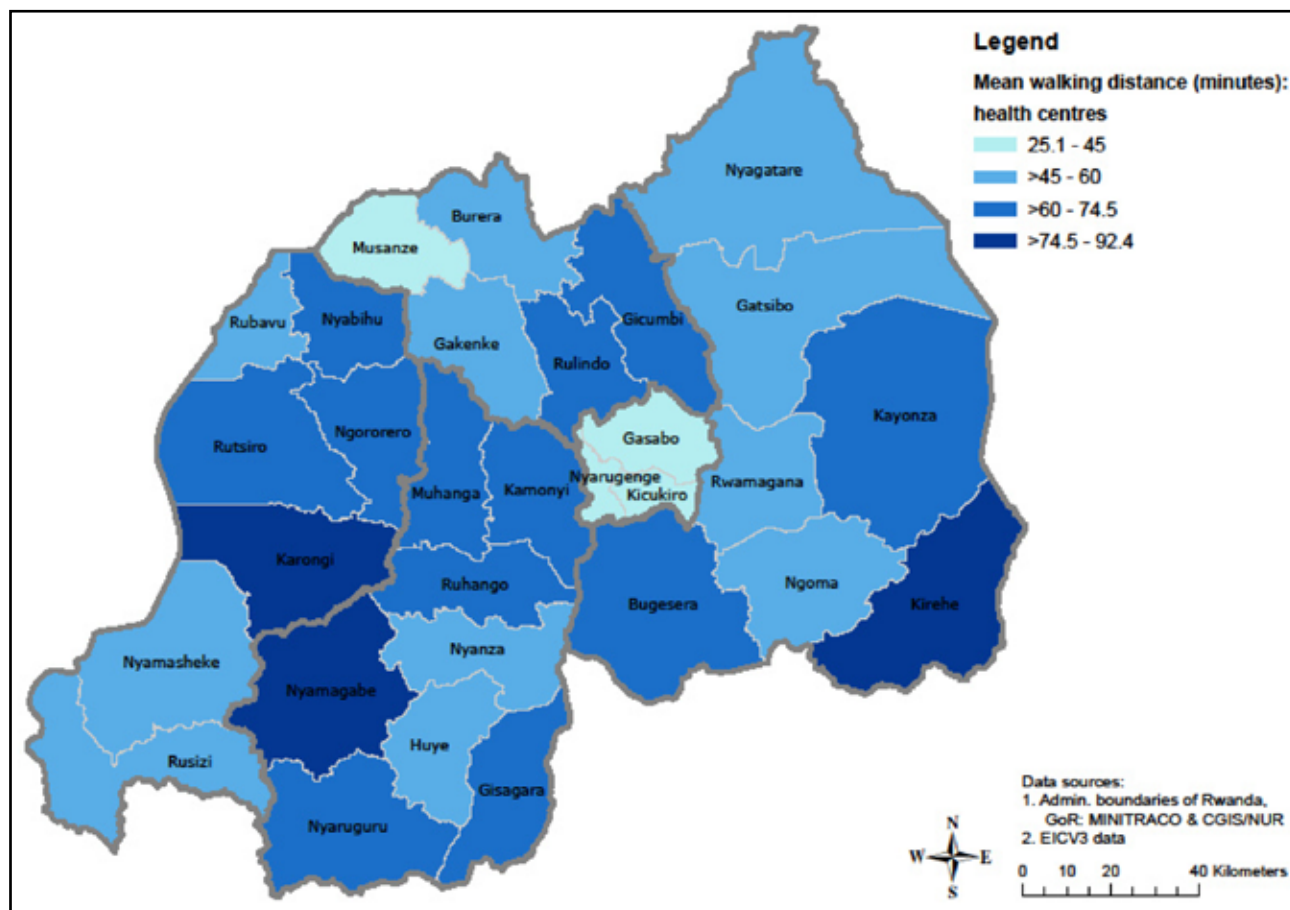 Legend
Mean walking distance (minutes):
health centres
25.1 - 45
>45 - 60
>60 - 74.5
>74.5 - 92.4
Nyagatare
Burera
Musanze
Gatsibo
Rubavu
Nyabihu
Gicumbi
Gakenke
Rulindo
Kayonza
Gasabo
Rutsiro
Ngororero
Nyarugenge
Rwamagana
Muhanga
Kamonyi
Kicukiro
Karongi
Ruhango
Ngoma
Bugesera
Kirehe
Nyanza
Nyamasheke
Nyamagabe
Huye
Rusizi
Gisagara
Nyaruguru
Data sources:
1. Admin. boundaries of Rwanda,
GoR: MINITRACO & CGIS/NUR
2. EICV3 data
N
W E
S
0 10 20 40 Kilometers